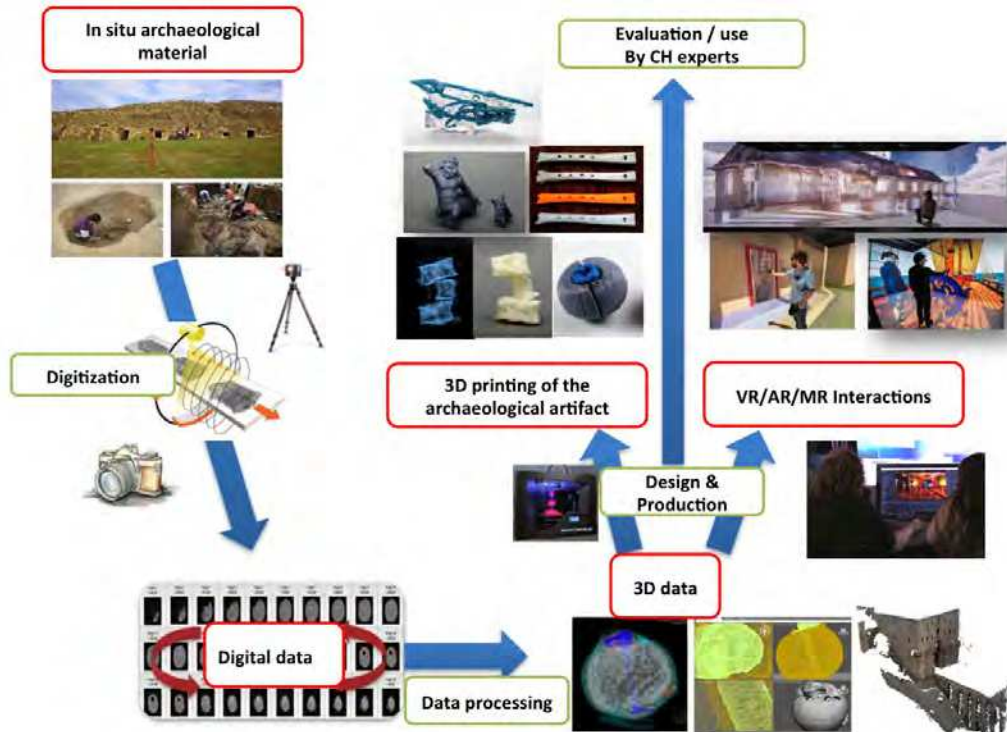 In situ archaeological
material
Digitization
Digital data
Data processing
3D data
Design &
Production
3D printing of the
archaeological artifact
VR/AR/MR Interactions
Evaluation / use
By CH experts